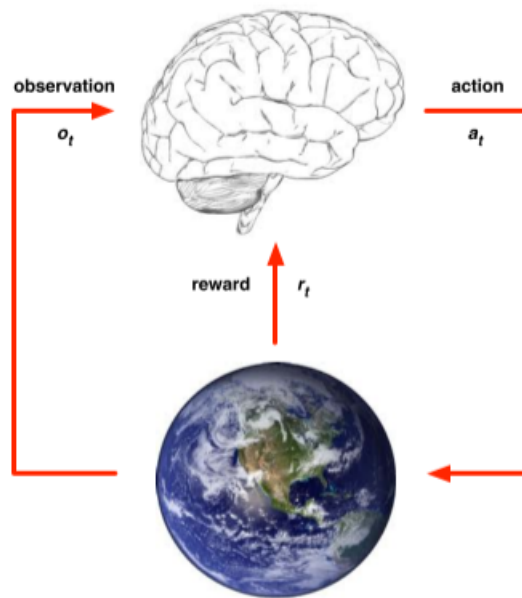 observation
action
o_t
a_t
reward
r_t